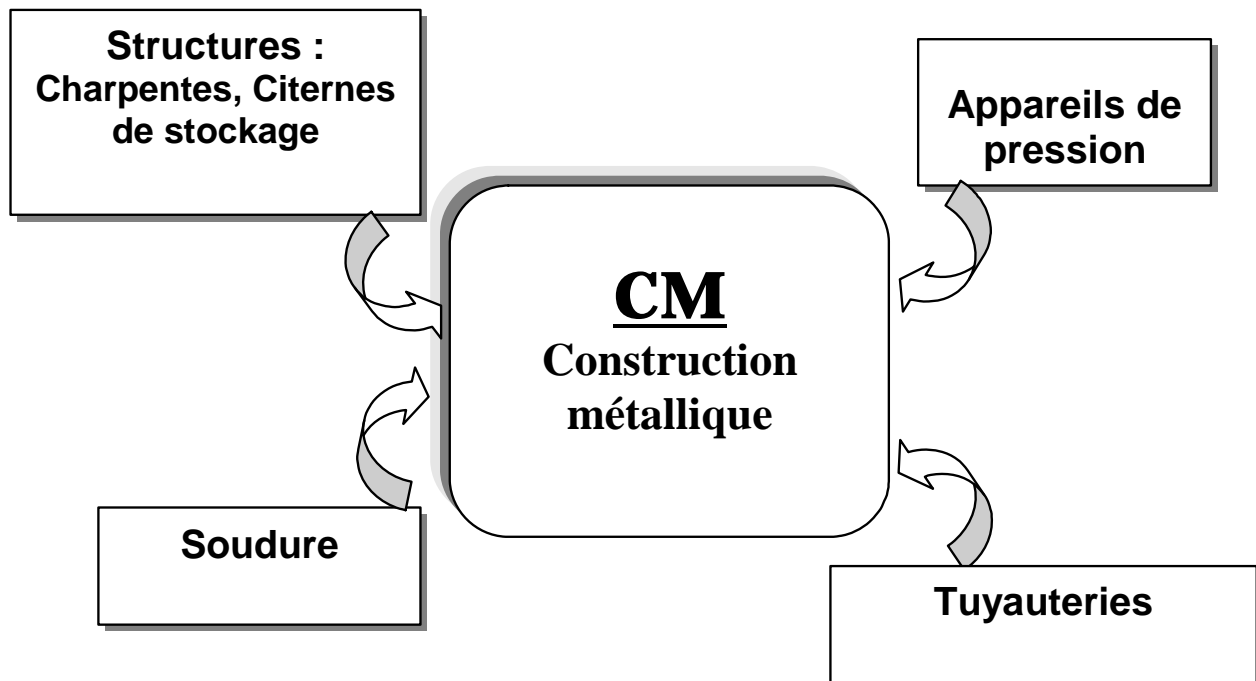 Structures :
Charpentes, Citernes
de stockage
Appareils de
pression
CM
Construction
métallique
Soudure
Tuyauteries